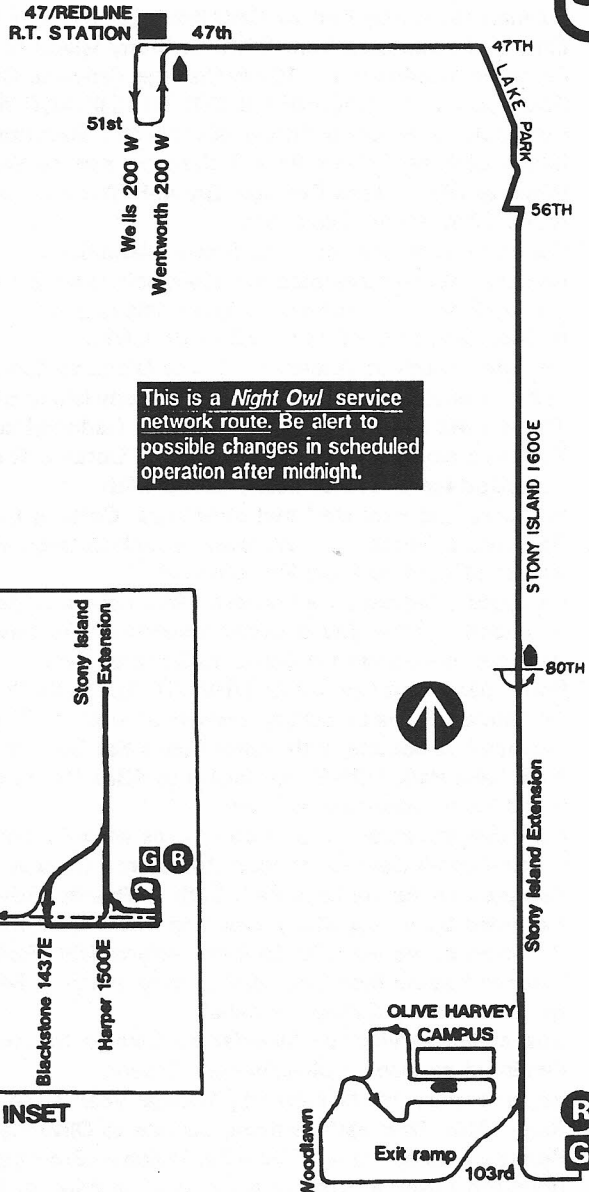 47/REDLINE
R.T. STATION
47th
47TH
LAKE PARK
51st
Wells 200 W
Wentworth 200 W
56TH
This is a Night Owl service
network route. Be alert to
possible changes in scheduled
operation after midnight.
STONY ISLAND 1600E
80TH
Stony Island Extension
Stony Island
Extension
G R
Blackstone 1437E
Harper 1500E
INSET
OLIVE HARVEY
CAMPUS
Woodlawn
Exit ramp
103rd
R
G